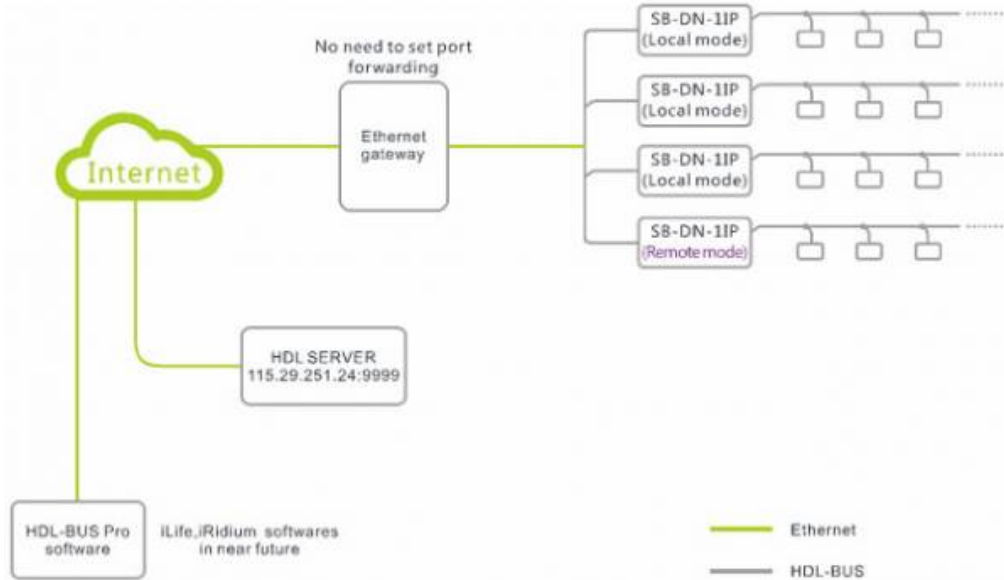 No need to set port
forwarding
Ethernet
gateway
Internet
SB-DN-1IP
(Local mode)
SB-DN-1IP
(Local mode)
SB-DN-1IP
(Local mode)
SB-DN-1IP
(Remote mode)
HDL SERVER
115.29.251.24:9999
HDL-BUS Pro
software
iLife,iRidium softwares
in near future
Ethernet
HDL-BUS